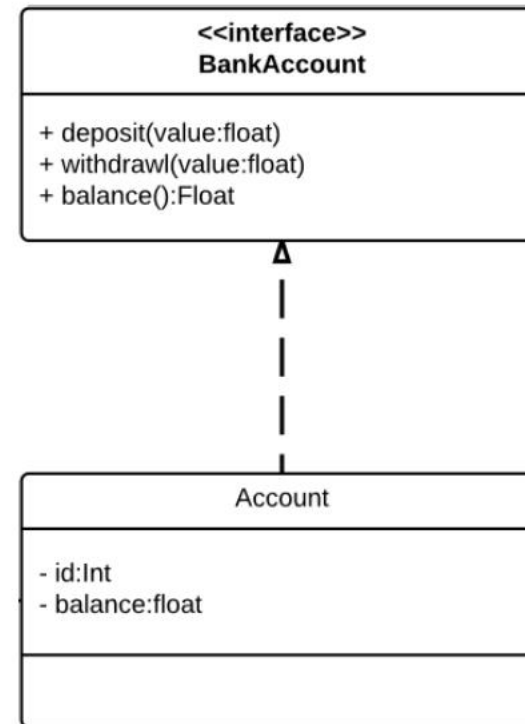 <<interface>>
BankAccount
+ deposit(value:float)
+ withdrawl(value:float)
+ balance():Float
Account
- id:Int
- balance:float